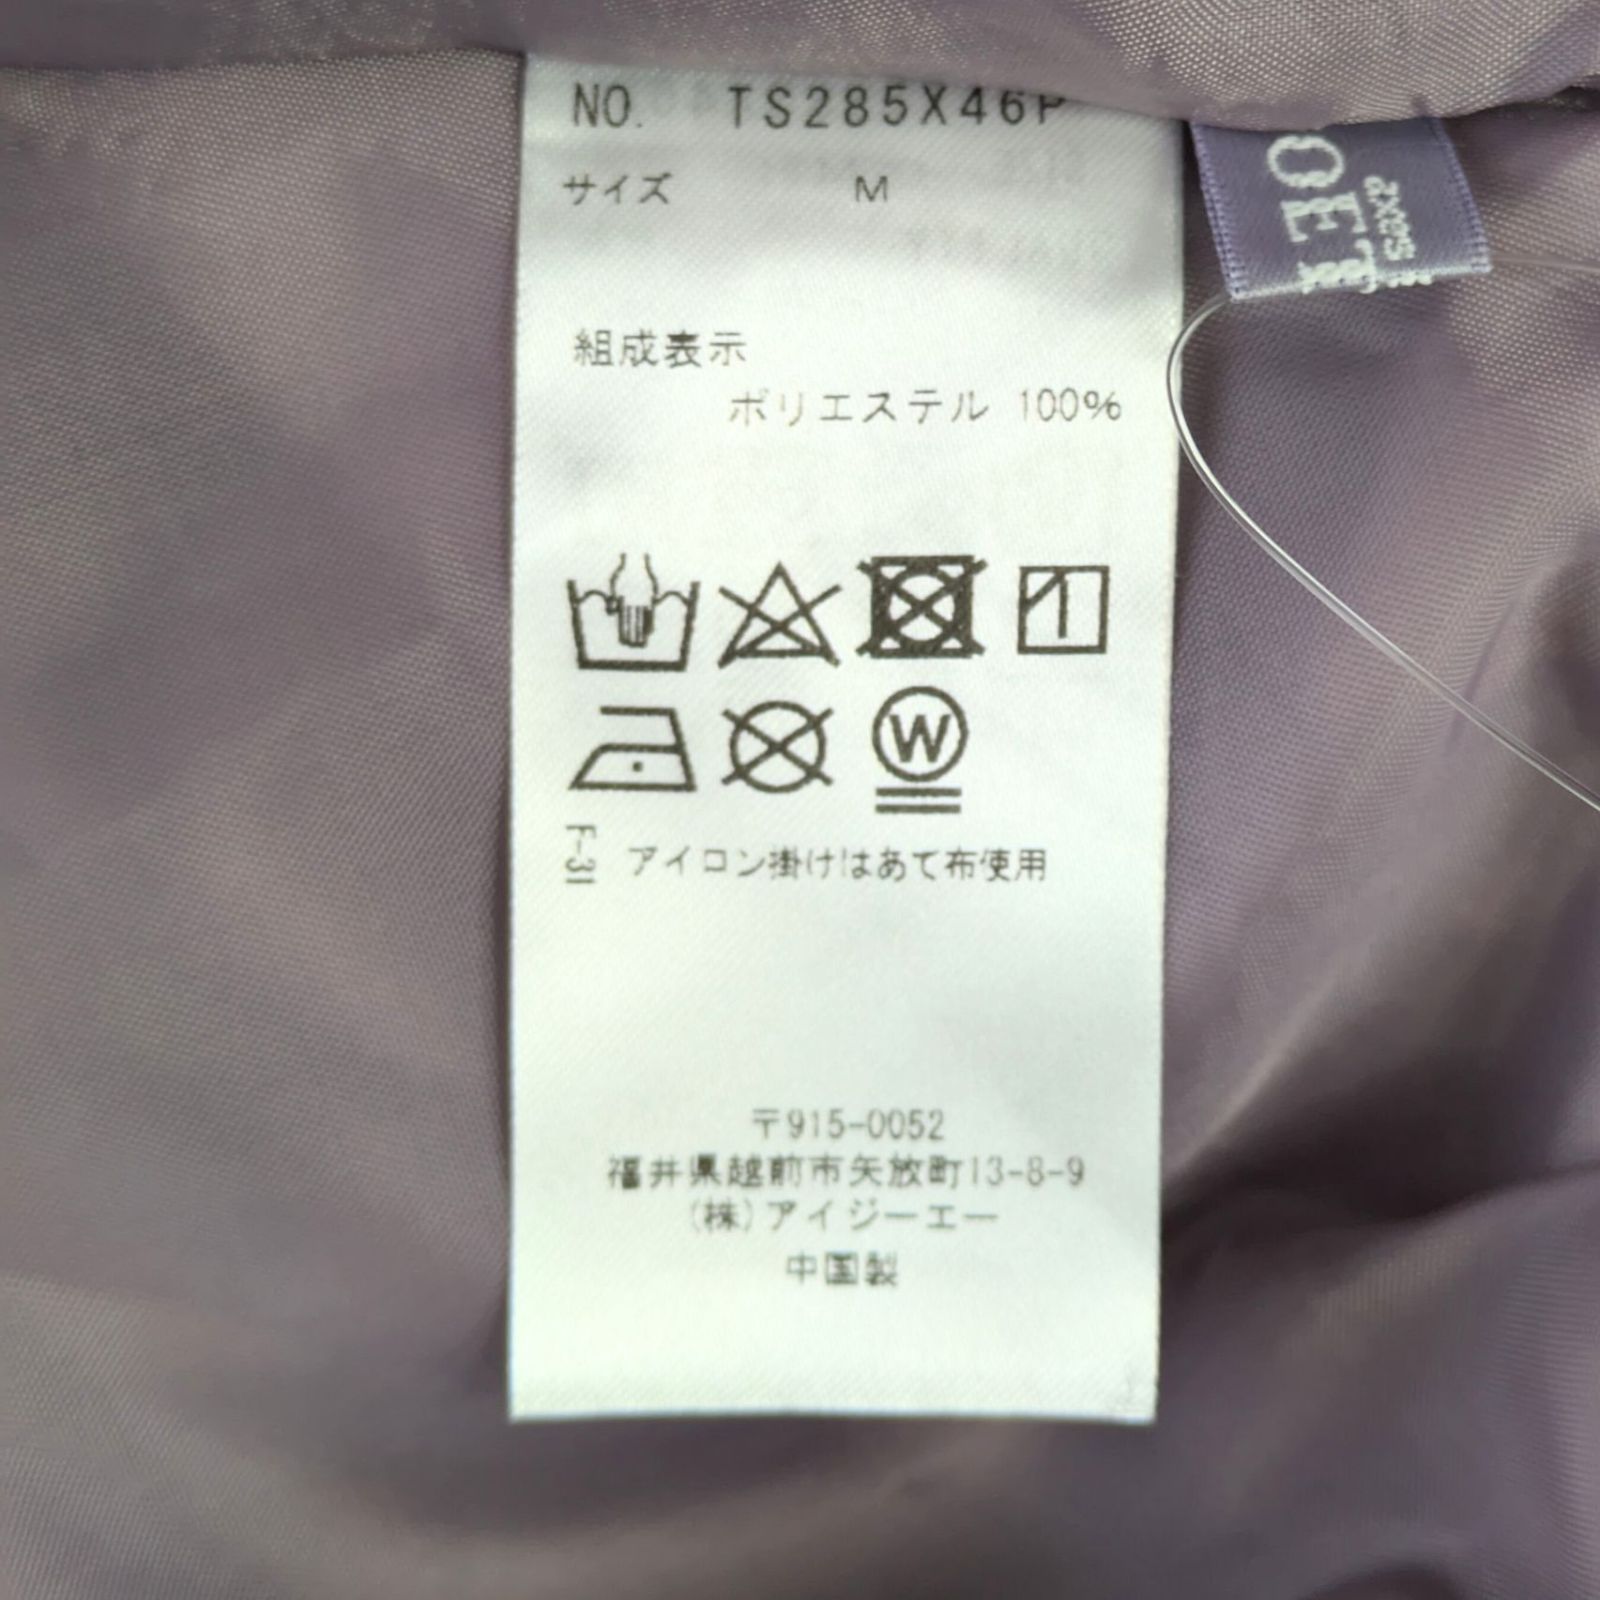 NO. TS285X46P
サイズ M
組成表示
ポリエステル 100%
W
F-31 アイロン掛けはあて布使用
〒915-0052
福井県越前市矢放町13-8-9
(株)アイジーエー
中国製
axes